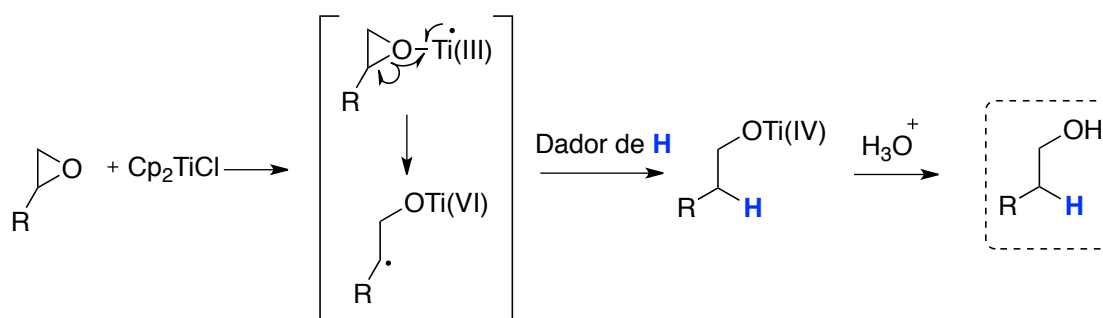 O
R
+ Cp2TiCl
O Ti(III)
R
OTi(VI)
R
Dador de H
OTi(IV)
R H
H3O+
OH
R H